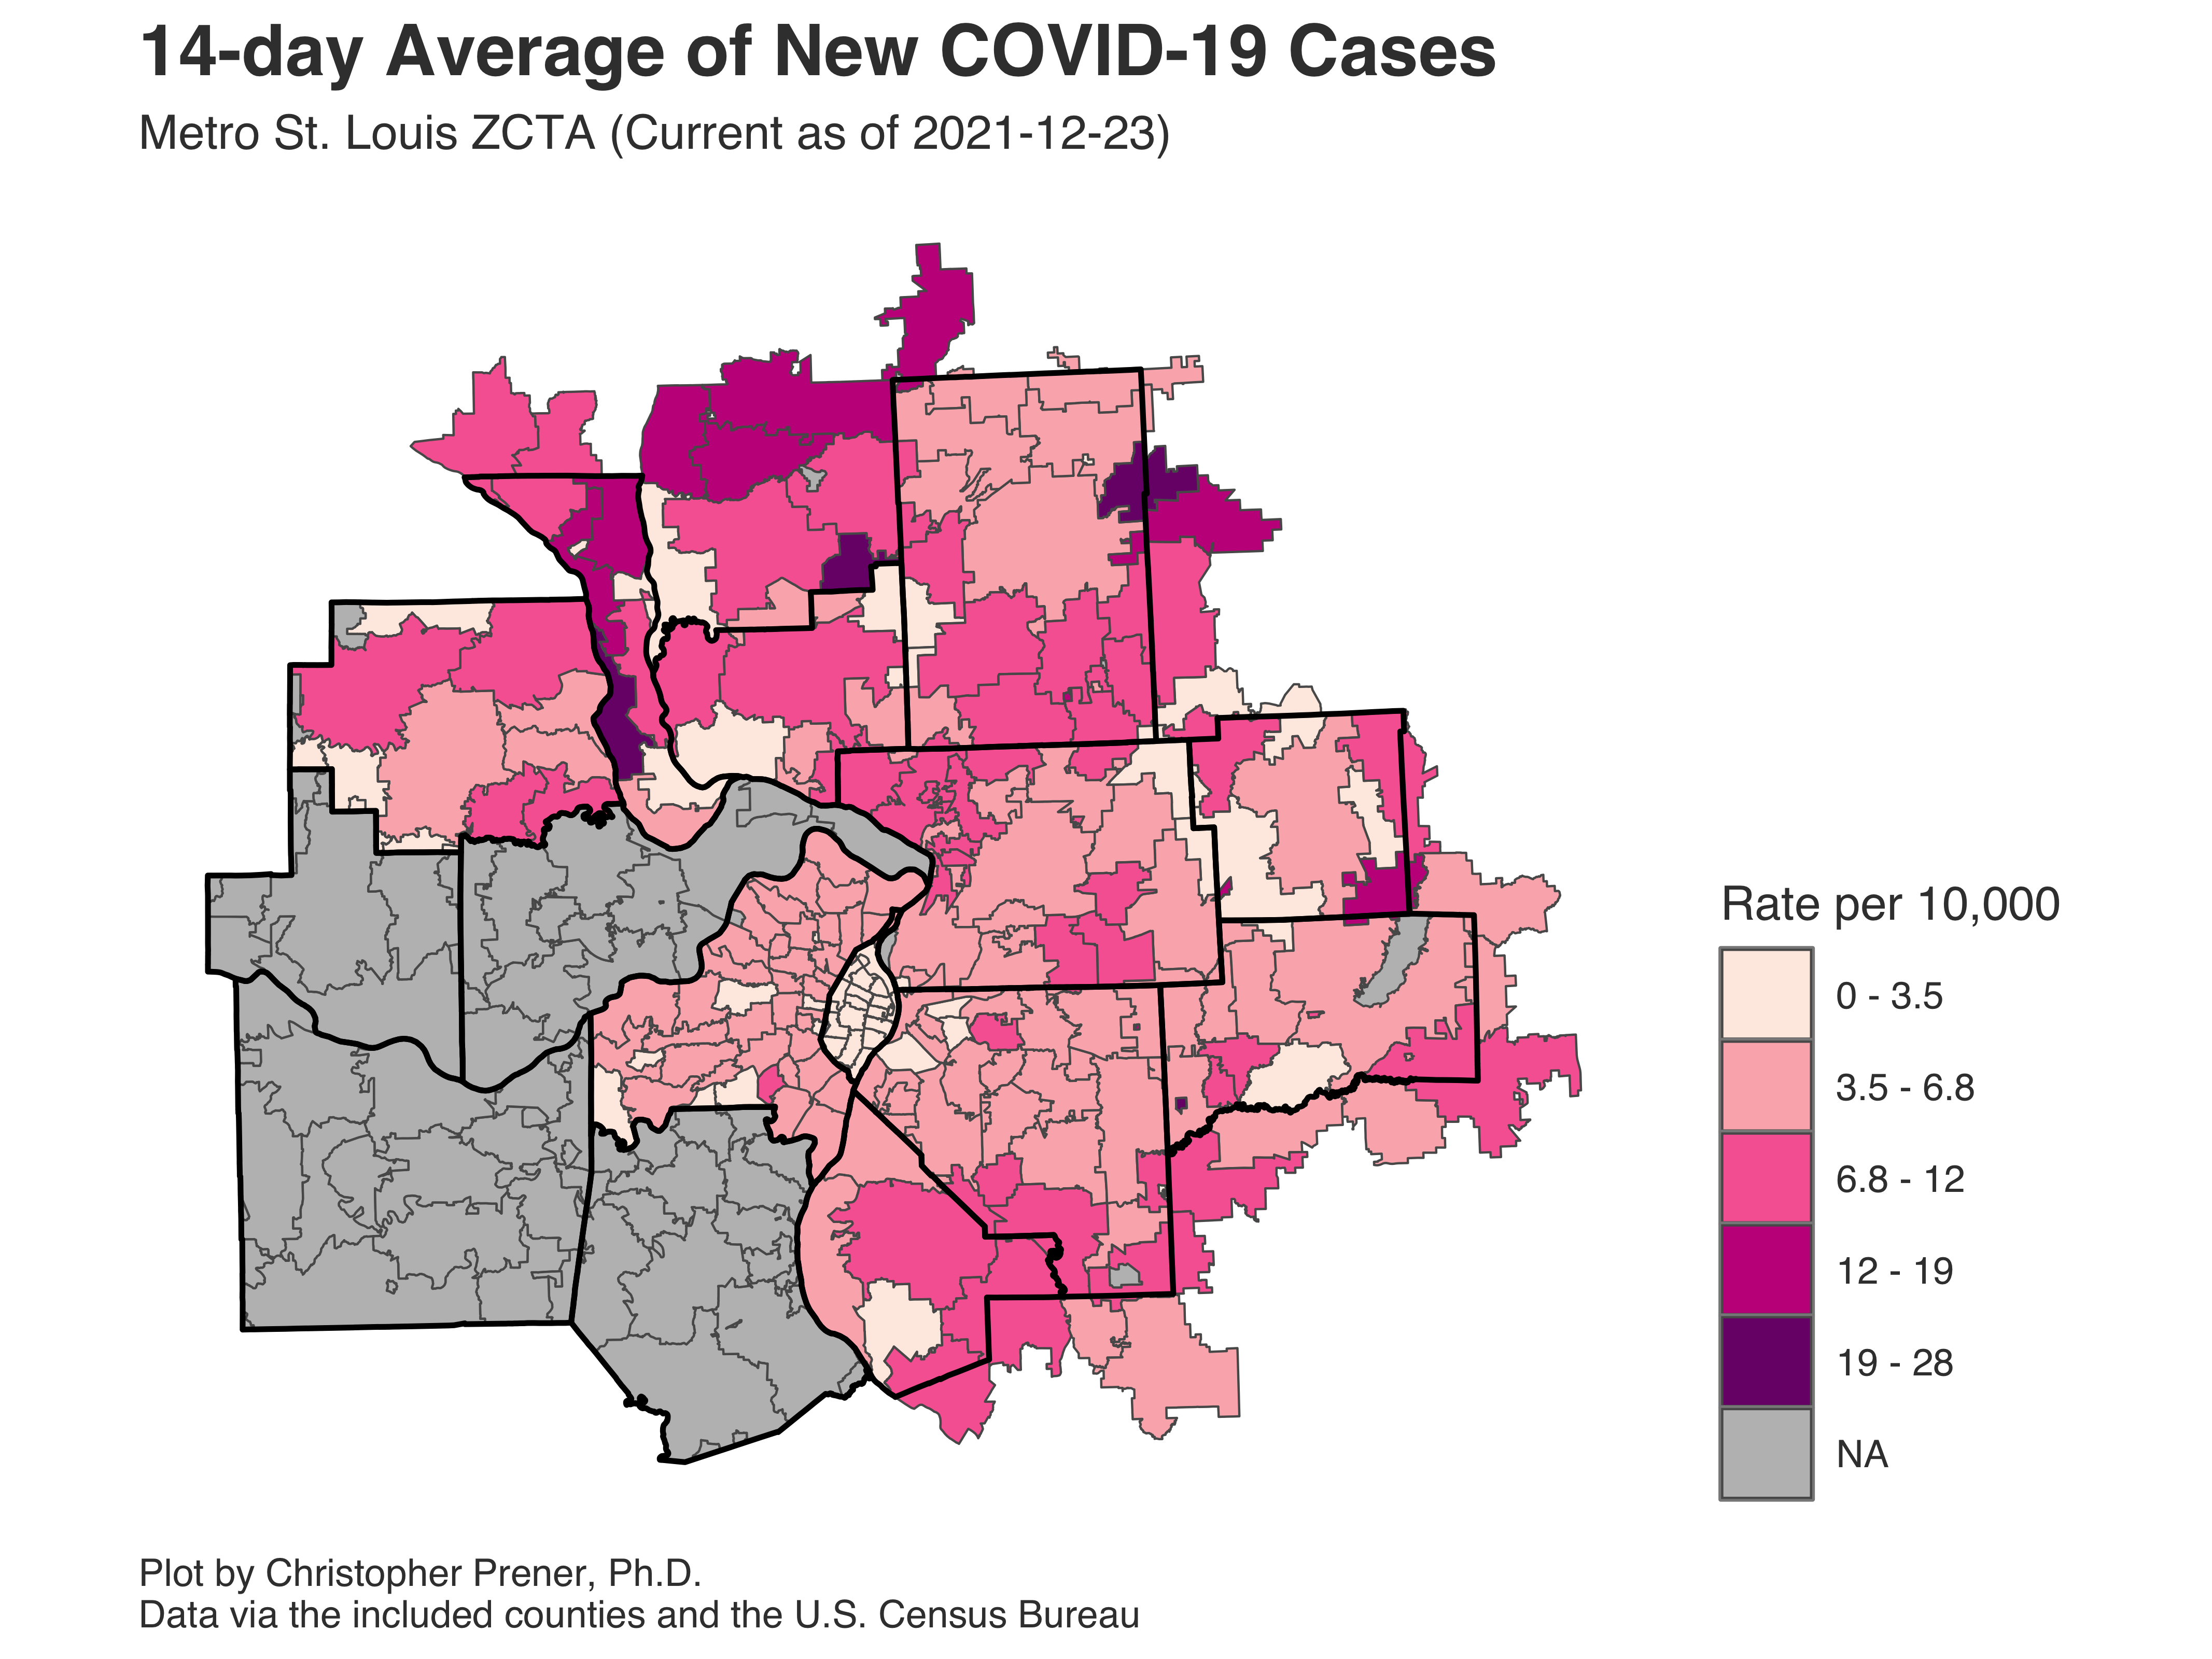 14-day Average of New COVID-19 Cases
Metro St. Louis ZCTA (Current as of 2021-12-23)
Rate per 10,000
0 - 3.5
3.5 - 6.8
6.8 - 12
12 - 19
19 - 28
NA
Plot by Christopher Prener, Ph.D.
Data via the included counties and the U.S. Census Bureau